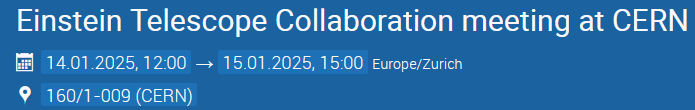 Einstein Telescope Collaboration meeting at CERN
14.01.2025, 12:00 → 15.01.2025, 15:00 Europe/Zurich
160/1-009 (CERN)